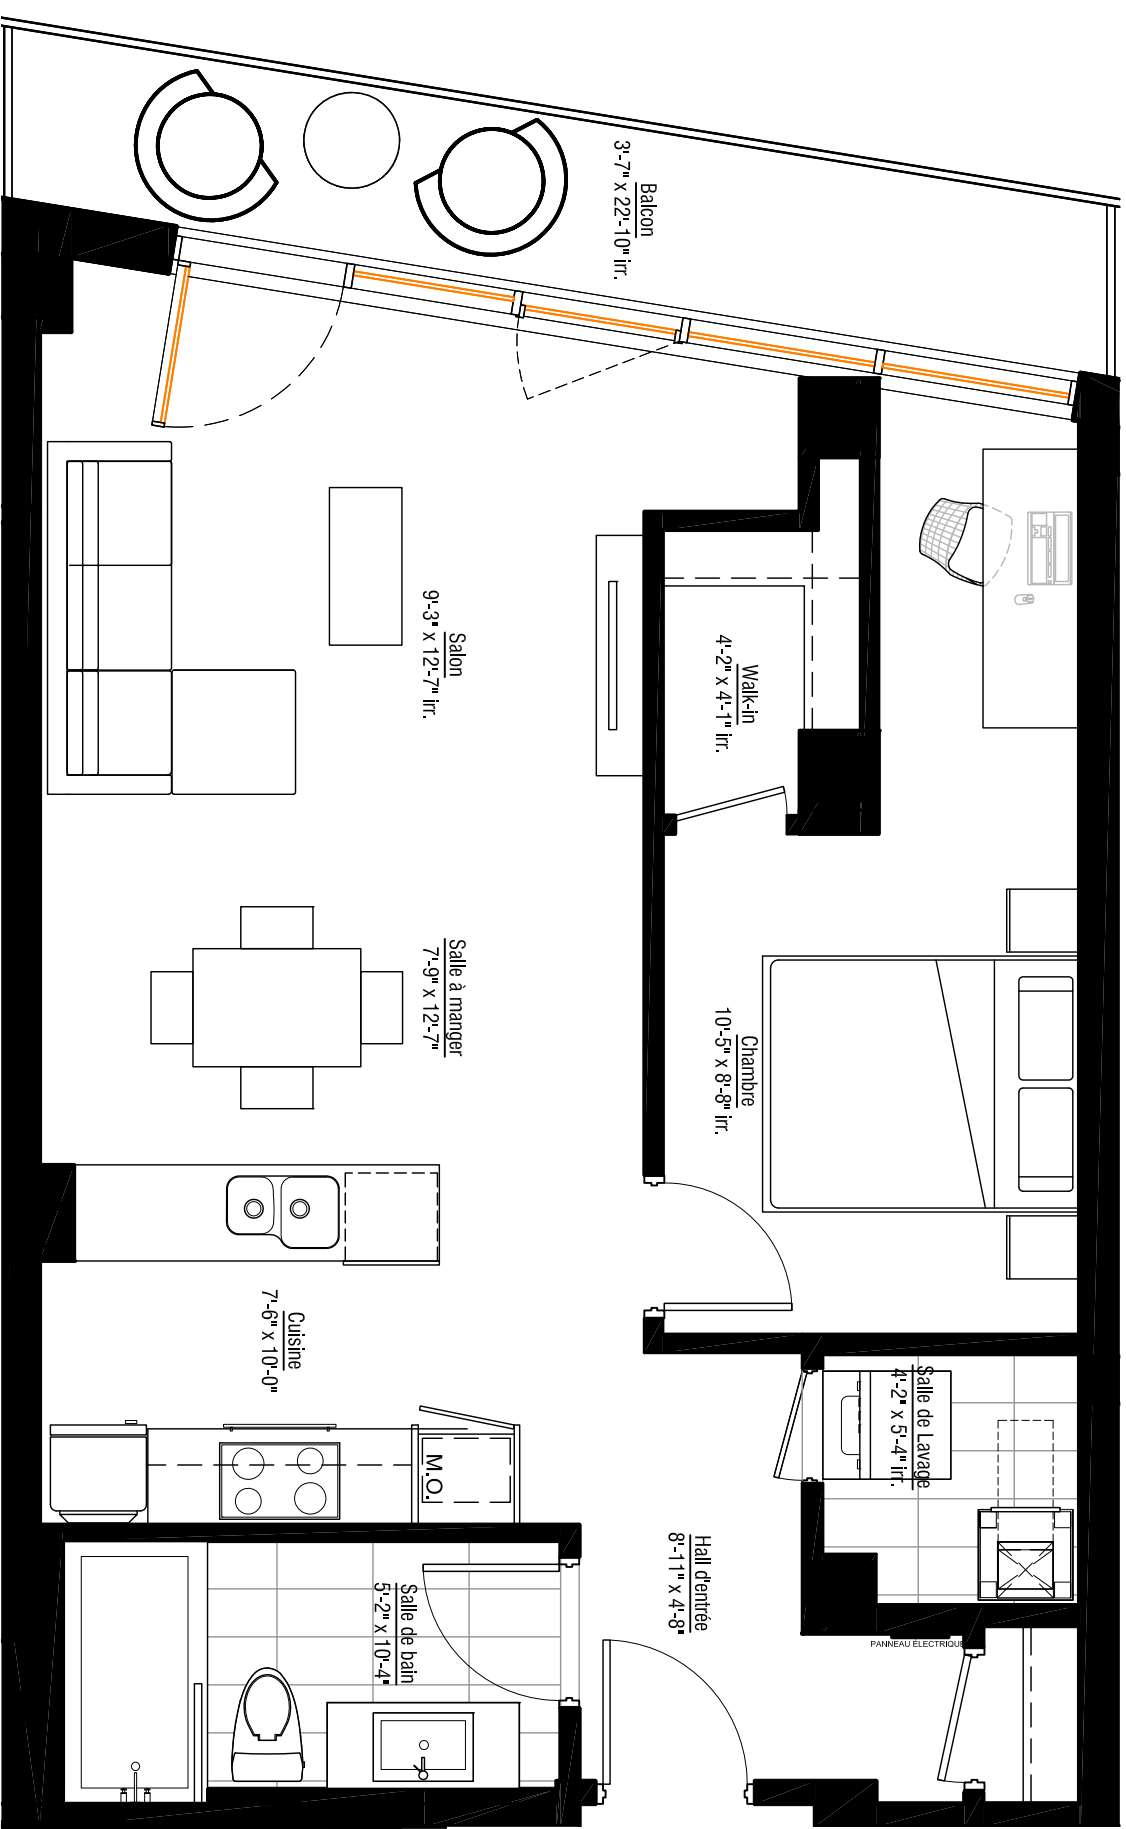 Balcon
3'-7" x 22'-10" irr.
Salon
9'-3" x 12'-7" irr.
Walk-in
4'-2" x 4'-1" irr.
Salle à manger
7'-9" x 12'-7"
Chambre
10'-5" x 8'-8" irr.
Cuisine
7'-6" x 10'-0"
M.O.
Salle de Lavage
4'-2" x 5'-4" irr.
Hall d'entrée
8'-11" x 4'-8"
Salle de bain
5'-2" x 10'-4"
PANNEAU ÉLECTRIQUE